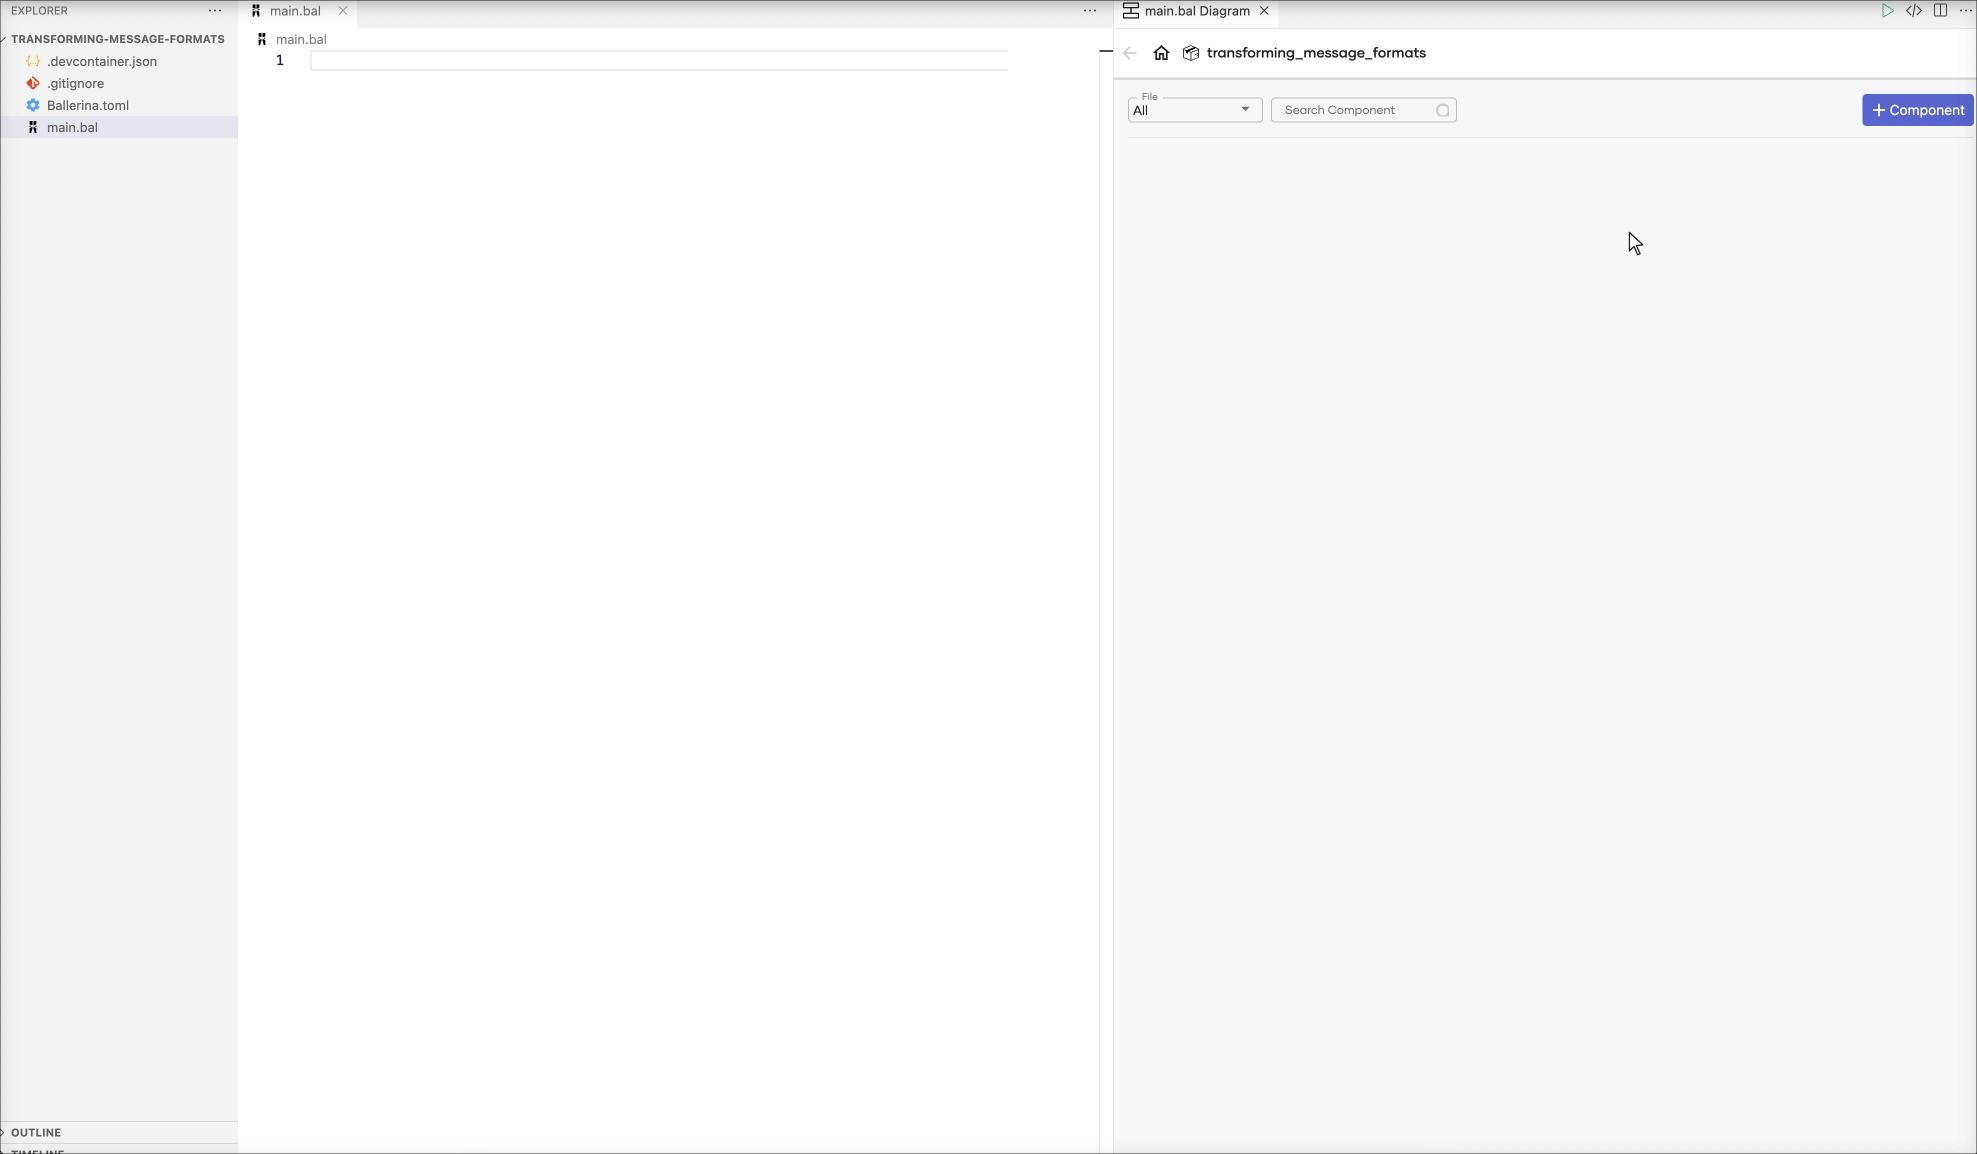 EXPLORER
TRANSFORMING-MESSAGE-FORMATS
.devcontainer.json
.gitignore
Ballerina.toml
main.bal
OUTLINE
TIMELINE
main.bal
main.bal
1
main.bal Diagram
transforming_message_formats
File
All
Search Component
+ Component